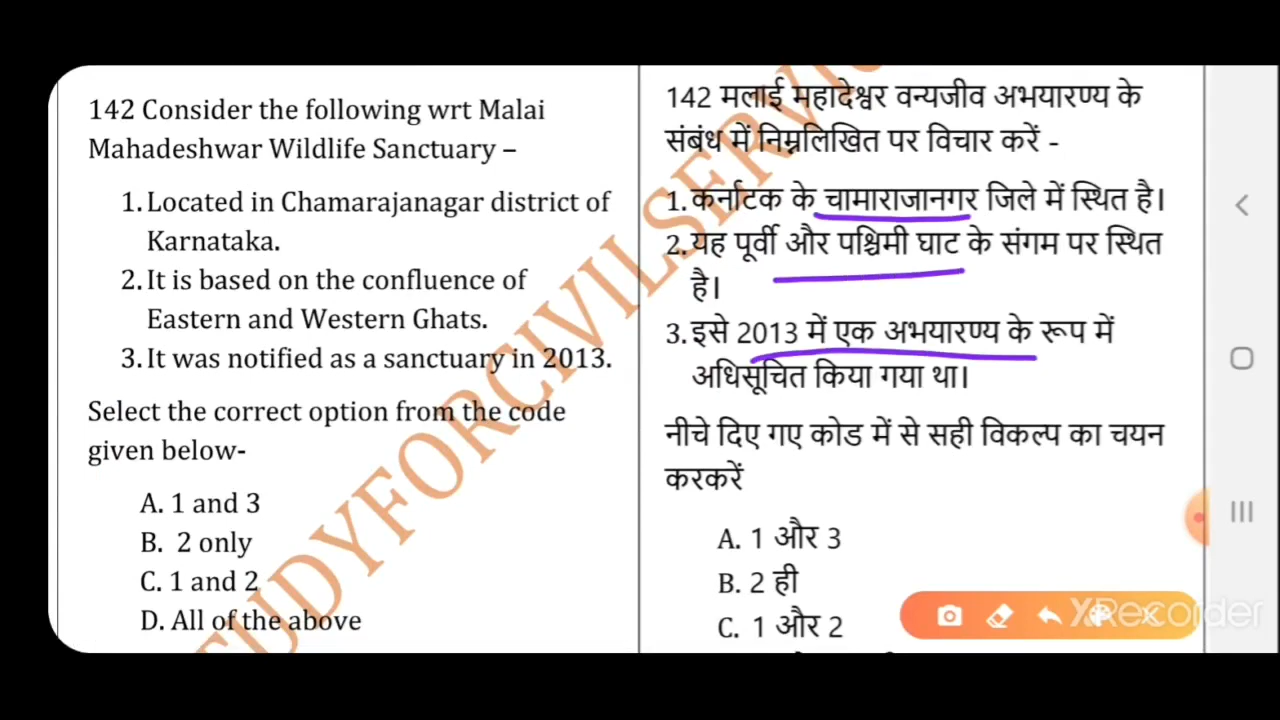 142 Consider the following wrt Malai
Mahadeshwar Wildlife Sanctuary –
1. Located in Chamarajanagar district of
Karnataka.
2. It is based on the confluence of
Eastern and Western Ghats.
3. It was notified as a sanctuary in 2013.
Select the correct option from the code
given below-
A. 1 and 3
B. 2 only
C. 1 and 2
D. All of the above
142 मलाई महादेश्वर वन्यजीव अभयारण्य के
संबंध में निम्नलिखित पर विचार करें -
1. कर्नाटक के चामाराजानगर जिले में स्थित है।
2. यह पूर्वी और पश्चिमी घाट के संगम पर स्थित
है।
3. इसे 2013 में एक अभयारण्य के रूप में
अधिसूचित किया गया था।
नीचे दिए गए कोड में से सही विकल्प का चयन
करकरें
A. 1 और 3
B. 2 ही
C. 1 और 2
TUDYFORCIVILSERVIC
XRecorder